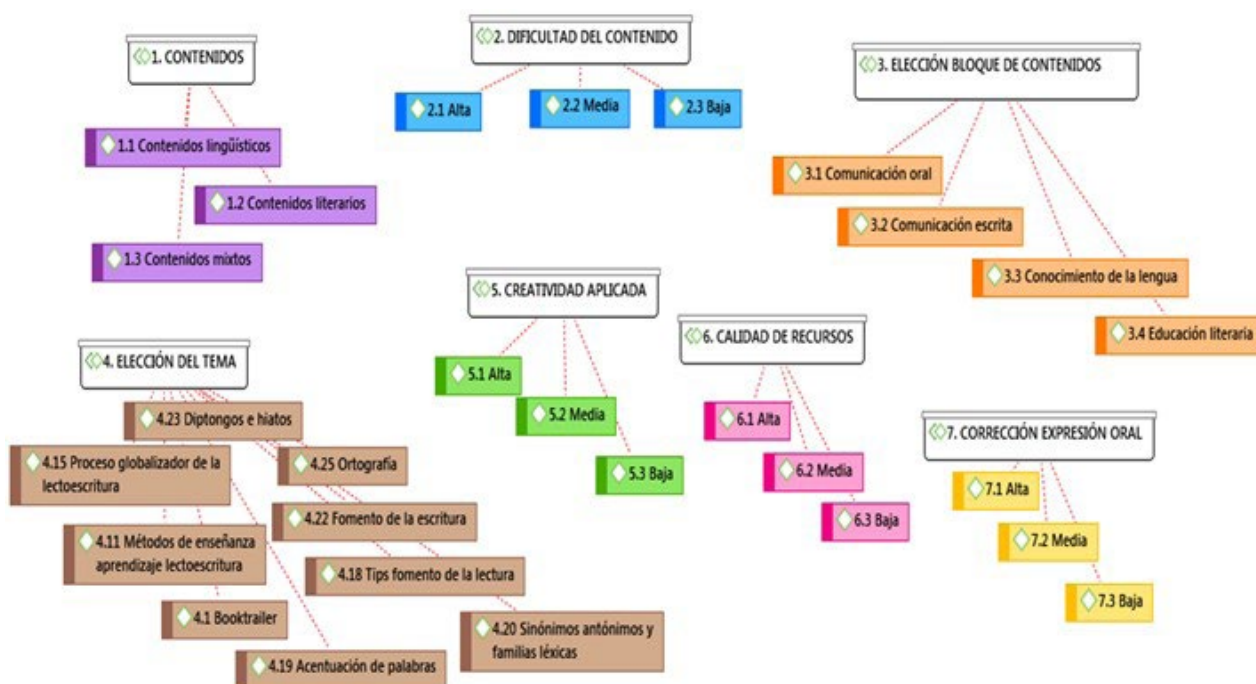 1. CONTENIDOS
1.1 Contenidos lingüísticos
1.2 Contenidos literarios
1.3 Contenidos mixtos
2. DIFICULTAD DEL CONTENIDO
2.1 Alta
2.2 Media
2.3 Baja
3. ELECCIÓN BLOQUE DE CONTENIDOS
3.1 Comunicación oral
3.2 Comunicación escrita
3.3 Conocimiento de la lengua
3.4 Educación literaria
4. ELECCIÓN DEL TEMA
4.23 Diptongos e hiatos
4.15 Proceso globalizador de la
lectoescritura
4.25 Ortografía
4.22 Fomento de la escritura
4.11 Métodos de enseñanza
aprendizaje lectoescritura
4.18 Tips fomento de la lectura
4.1 Booktrailer
4.20 Sinónimos antónimos y
familias léxicas
4.19 Acentuación de palabras
5. CREATIVIDAD APLICADA
5.1 Alta
5.2 Media
5.3 Baja
6. CALIDAD DE RECURSOS
6.1 Alta
6.2 Media
6.3 Baja
7. CORRECCIÓN EXPRESIÓN ORAL
7.1 Alta
7.2 Media
7.3 Baja